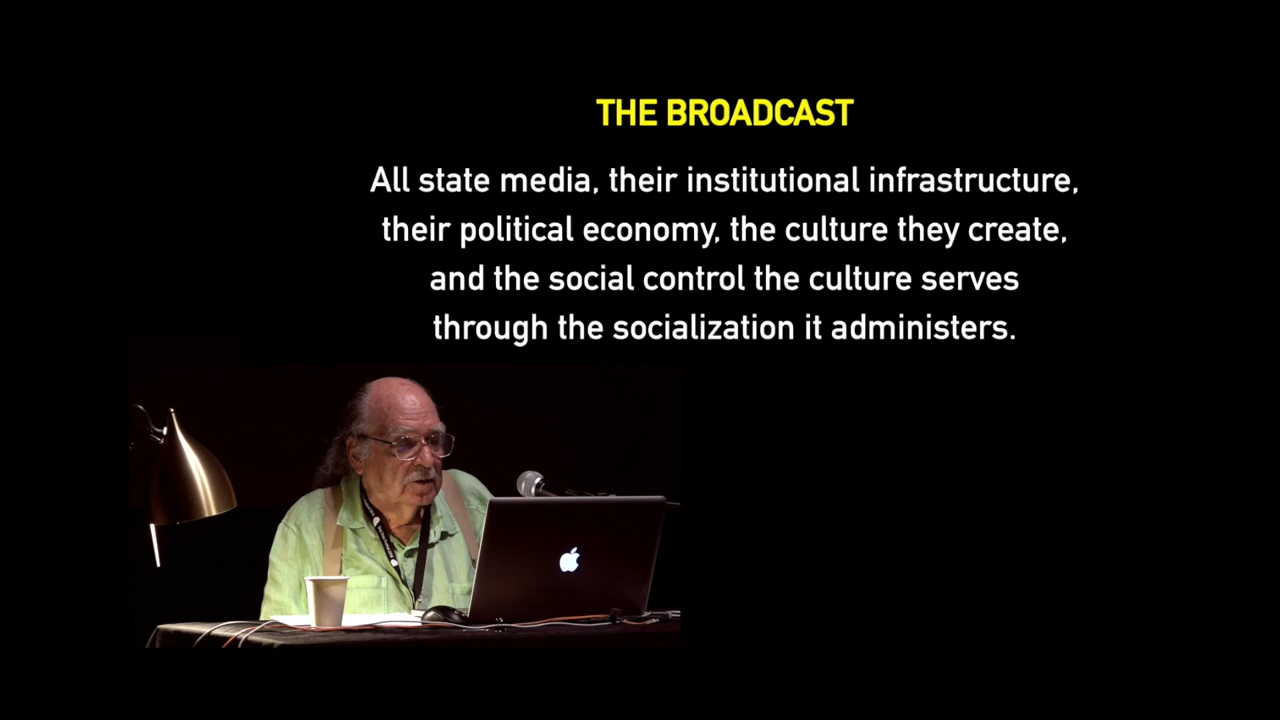 THE BROADCAST
All state media, their institutional infrastructure,
their political economy, the culture they create,
and the social control the culture serves
through the socialization it administers.